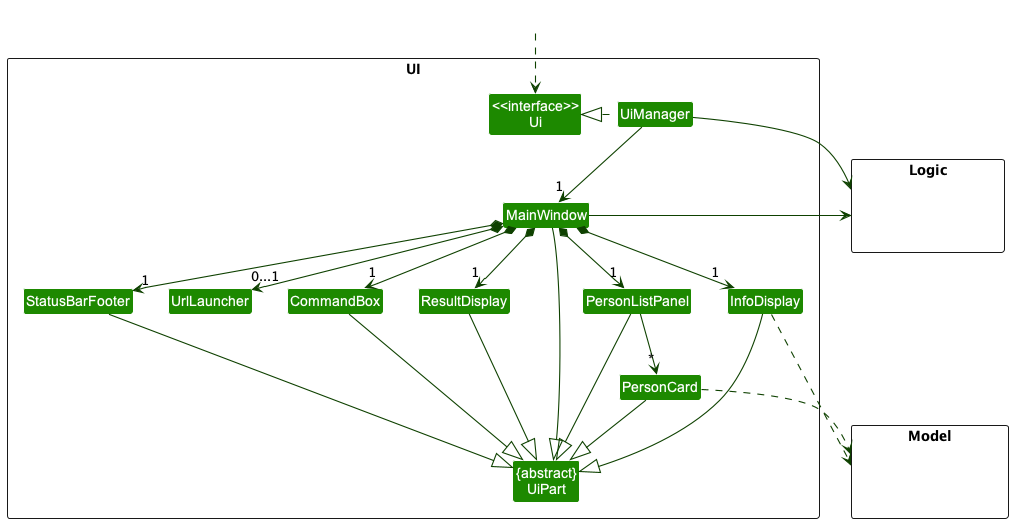 UI
<<interface>>
Ui
UiManager
Logic
1
MainWindow
1
0...1
1
1
1
1
StatusBarFooter
UrlLauncher
CommandBox
ResultDisplay
PersonListPanel
InfoDisplay
*
PersonCard
Model
{abstract}
UiPart